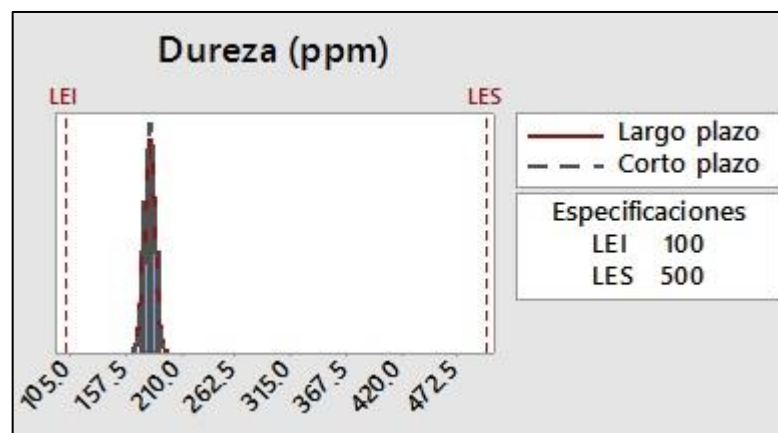 Dureza (ppm)
LEI LES
Largo plazo
Corto plazo
Especificaciones
LEI 100
LES 500
105.0 157.5 210.0 262.5 315.0 367.5 420.0 472.5